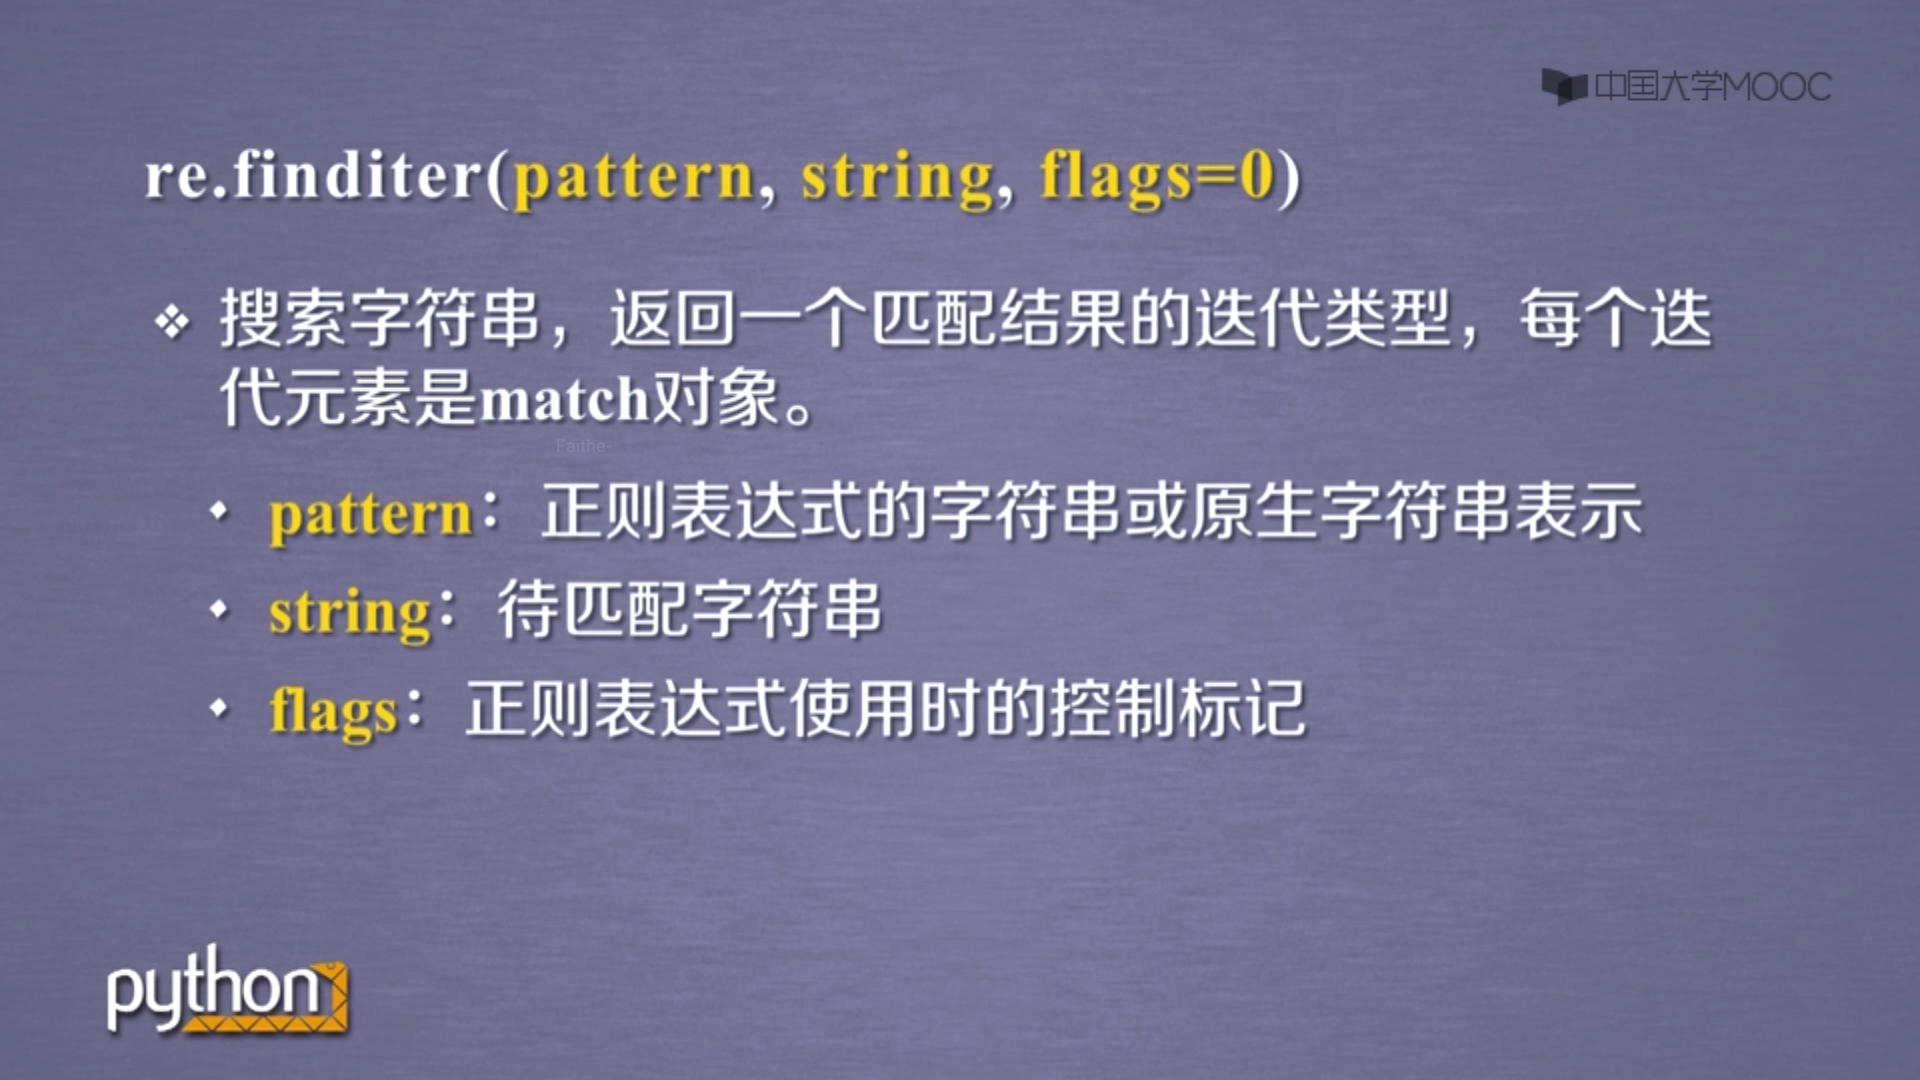 中国大学MOOC
re.finditer(pattern, string, flags=0)
❖ 搜索字符串，返回一个匹配结果的迭代类型，每个迭
代元素是match对象。
Faithe-
• pattern： 正则表达式的字符串或原生字符串表示
• string： 待匹配字符串
• flags： 正则表达式使用时的控制标记
python